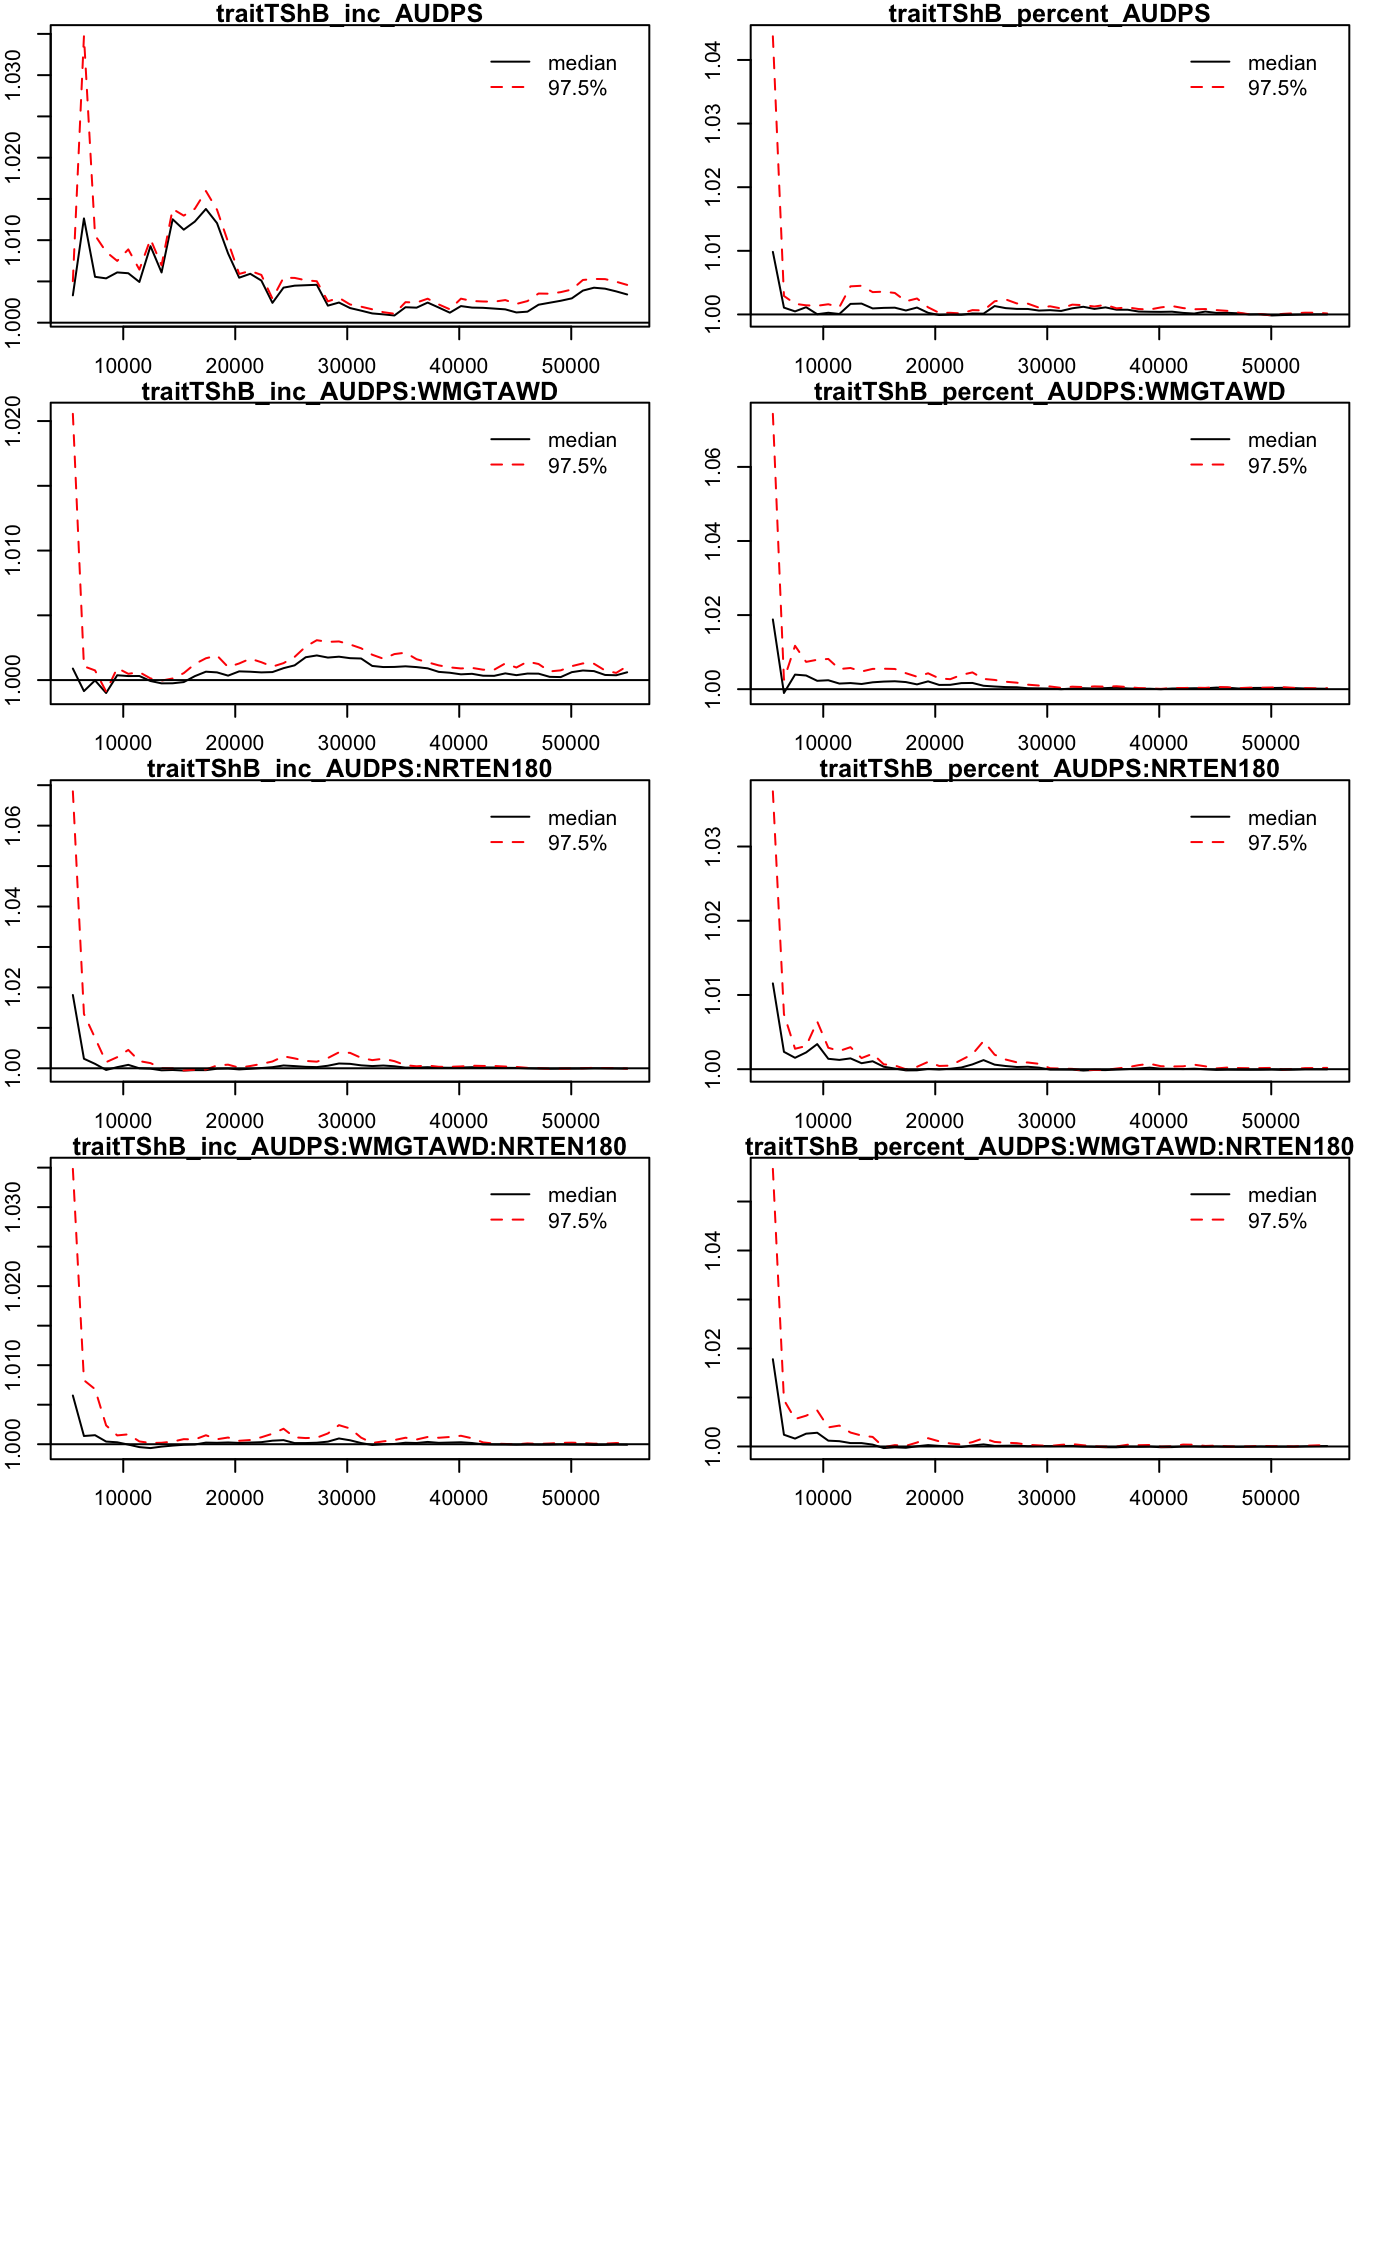 traitTShB_inc_AUDPS
1.000 1.010 1.020 1.030
median
97.5%
10000 20000 30000 40000 50000
traitTShB_percent_AUDPS
1.00 1.01 1.02 1.03 1.04
median
97.5%
10000 20000 30000 40000 50000
traitTShB_inc_AUDPS:WMGTAWD
1.000 1.010 1.020
median
97.5%
10000 20000 30000 40000 50000
traitTShB_percent_AUDPS:WMGTAWD
1.00 1.02 1.04 1.06
median
97.5%
10000 20000 30000 40000 50000
traitTShB_inc_AUDPS:NRTEN180
1.00 1.02 1.04 1.06
median
97.5%
10000 20000 30000 40000 50000
traitTShB_percent_AUDPS:NRTEN180
1.00 1.01 1.02 1.03
median
97.5%
10000 20000 30000 40000 50000
traitTShB_inc_AUDPS:WMGTAWD:NRTEN180
1.000 1.010 1.020 1.030
median
97.5%
10000 20000 30000 40000 50000
traitTShB_percent_AUDPS:WMGTAWD:NRTEN180
1.00 1.02 1.04
median
97.5%
10000 20000 30000 40000 50000